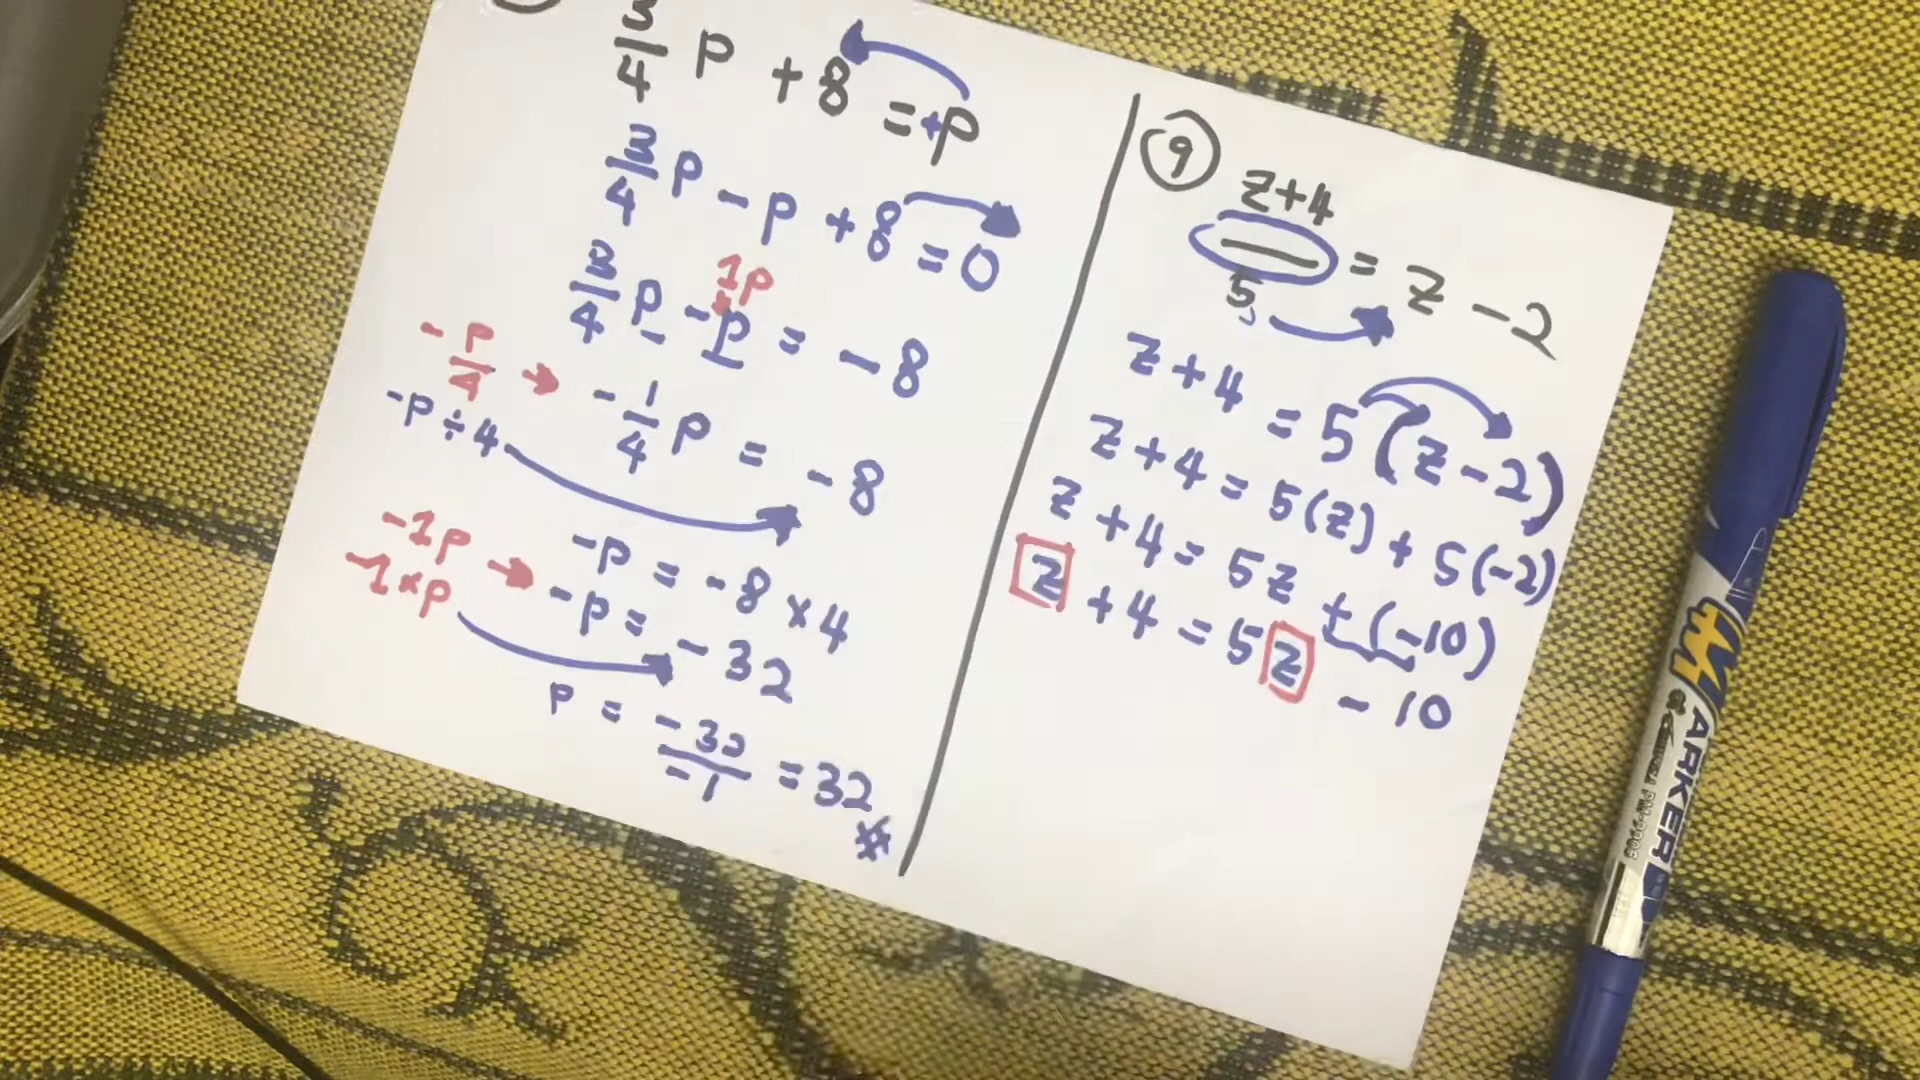 3/4 p + 8 = +p
3/4 p - p + 8 = 0
1p
3/4 p - p = -8
-p/4 → -1/4 p = -8
-p ÷ 4
-p = -8 × 4
-1p → -p = -32
-1×p
p = -32/-1 = 32
9
z+4/5 = z - 2
z + 4 = 5(z - 2)
z + 4 = 5(z) + 5(-2)
z + 4 = 5z + (-10)
z + 4 = 5z - 10
MARKER